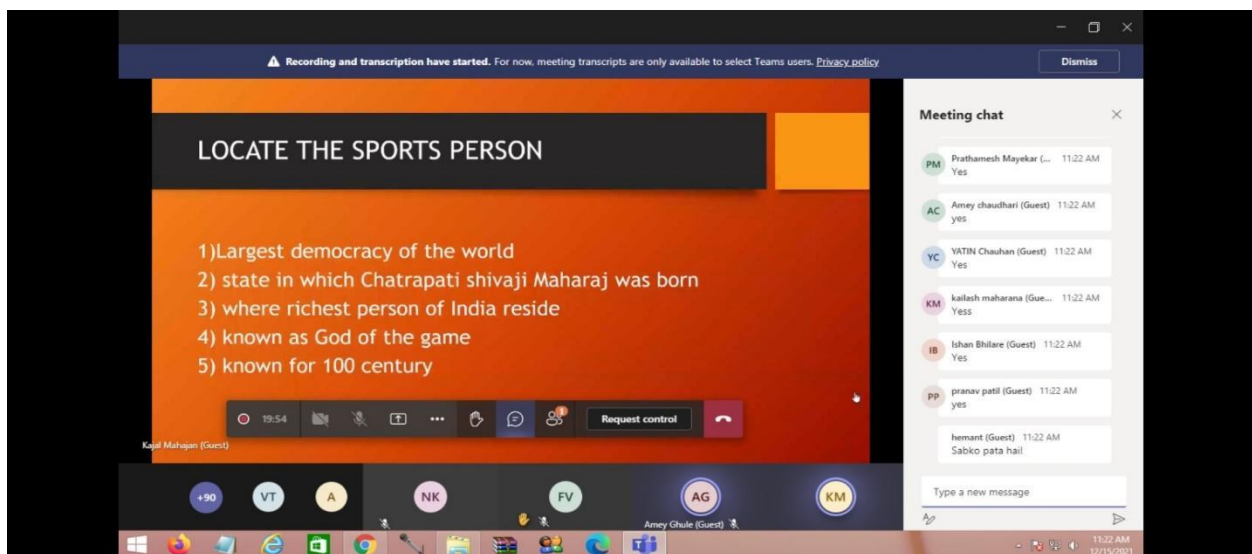 Recording and transcription have started. For now, meeting transcripts are only available to select Teams users. Privacy policy
Dismiss
LOCATE THE SPORTS PERSON
1)Largest democracy of the world
2) state in which Chatrapati shivaji Maharaj was born
3) where richest person of India reside
4) known as God of the game
5) known for 100 century
19:54
1
Request control
Kajal Mahajan (Guest)
+90
VT
A
NK
FV
AG
KM
Amey Ghule (Guest)
Meeting chat
PM
Prathamesh Mayekar (... 11:22 AM
Yes
AC
Amey chaudhari (Guest) 11:22 AM
yes
YC
YATIN Chauhan (Guest) 11:22 AM
Yes
KM
kailash maharana (Gue... 11:22 AM
Yess
IB
Ishan Bhilare (Guest) 11:22 AM
Yes
PP
pranav patil (Guest) 11:22 AM
yes
hemant (Guest) 11:22 AM
Sabko pata hail
Type a new message
11:22 AM
12/15/2021